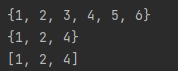 {1, 2, 3, 4, 5, 6}
{1, 2, 4}
[1, 2, 4]